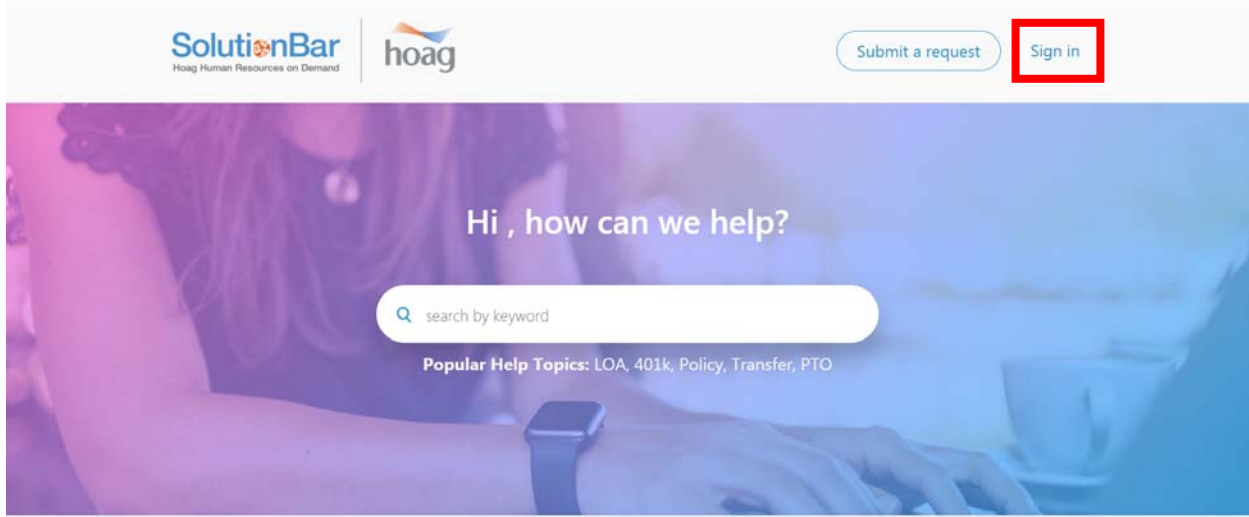 SolutionBar
Hoag Human Resources on Demand
hoag
Submit a request
Sign in
Hi , how can we help?
search by keyword
Popular Help Topics: LOA, 401k, Policy, Transfer, PTO